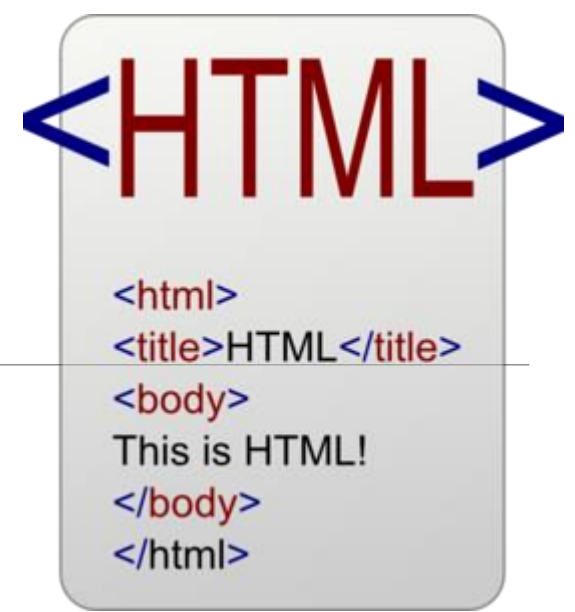 <HTML>
<html>
<title>HTML</title>
<body>
This is HTML!
</body>
</html>